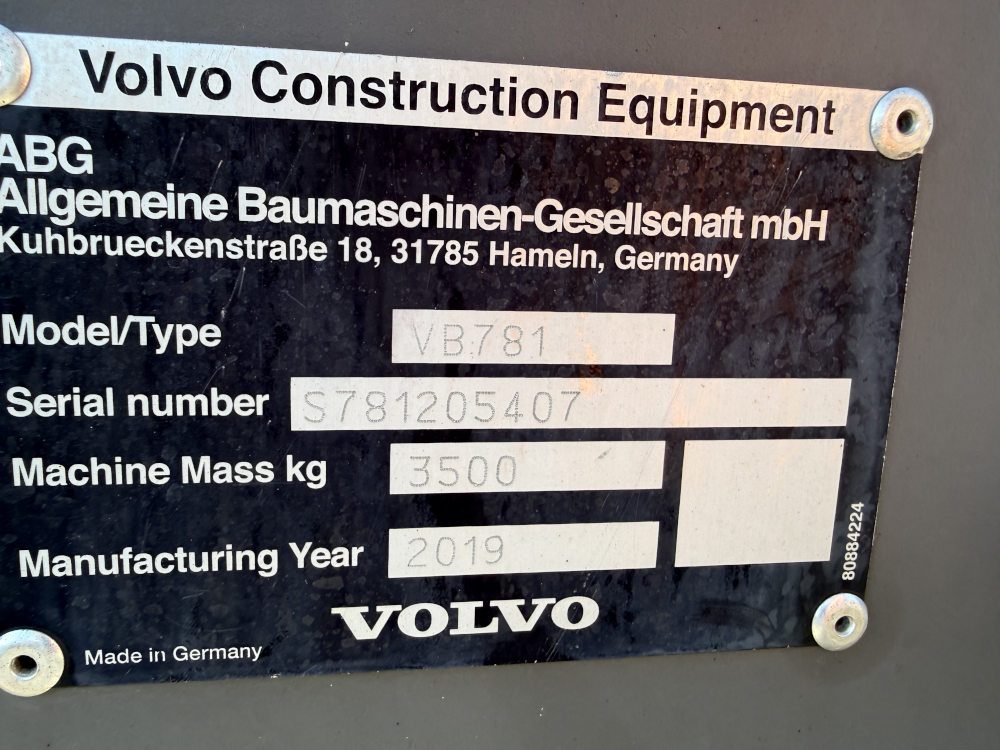 Volvo Construction Equipment
ABG
Allgemeine Baumaschinen-Gesellschaft mbH
Kuhbrueckenstraße 18, 31785 Hameln, Germany
Model/Type VB781
Serial number S781205407
Machine Mass kg 3500
Manufacturing Year 2019
80884224
VOLVO
Made in Germany